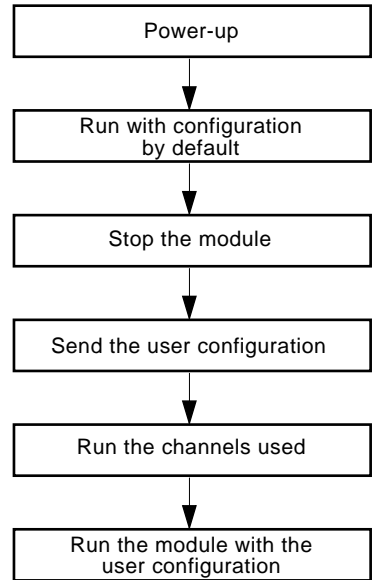 Power-up
Run with configuration
by default
Stop the module
Send the user configuration
Run the channels used
Run the module with the
user configuration